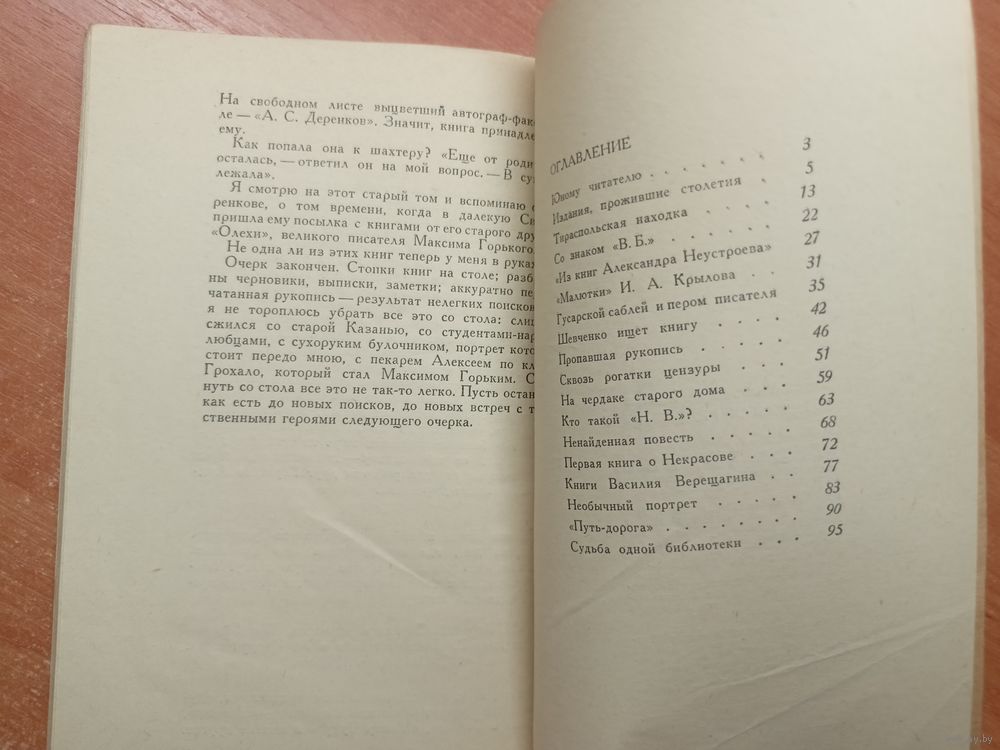 На свободном листе выцветший автограф-фак
ле — «А. С. Деренков». Значит, книга принадле
ему.
Как попала она к шахтеру? «Еще от роди
осталась, — ответил он на мой вопрос. — В су
лежала».
Я смотрю на этот старый том и вспоминаю о
ренкове, о том времени, когда в далекую Си
пришла ему посылка с книгами от его старого дру
«Олехи», великого писателя Максима Горького.
Не одна ли из этих книг теперь у меня в руках
Очерк закончен. Стопки книг на столе; разб
ны черновики, выписки, заметки; аккуратно пе
чатанная рукопись — результат нелегких поисков
я не тороплюсь убрать все это со стола: сли
сжился со старой Казанью, со студентами-на
любцами, с сухоруким булочником, портрет кото
стоит передо мною, с пекарем Алексеем по кл
Грохало, который стал Максимом Горьким. С
нуть со стола все это не так-то легко. Пусть остан
как есть до новых поисков, до новых встреч с т
ственными героями следующего очерка.
ОГЛАВЛЕНИЕ
Юному читателю . . . . . . 3
Издания, прожившие столетия . 5
Тираспольская находка . . . . 13
Со знаком «В. Б.» . . . . . . 22
«Из книг Александра Неустроева» 27
«Малютки» И. А. Крылова . . 31
Гусарской саблей и пером писателя 35
Шевченко ищет книгу . . . . 42
Пропавшая рукопись . . . . . 46
Сквозь рогатки цензуры . . . . 51
На чердаке старого дома . . . . 59
Кто такой «Н. В.»? . . . . . 63
Ненайденная повесть . . . . . 68
Первая книга о Некрасове . . . 72
Книги Василия Верещагина . . 77
Необычный портрет . . . . . 83
«Путь-дорога» . . . . . . . 90
Судьба одной библиотеки . . . 95